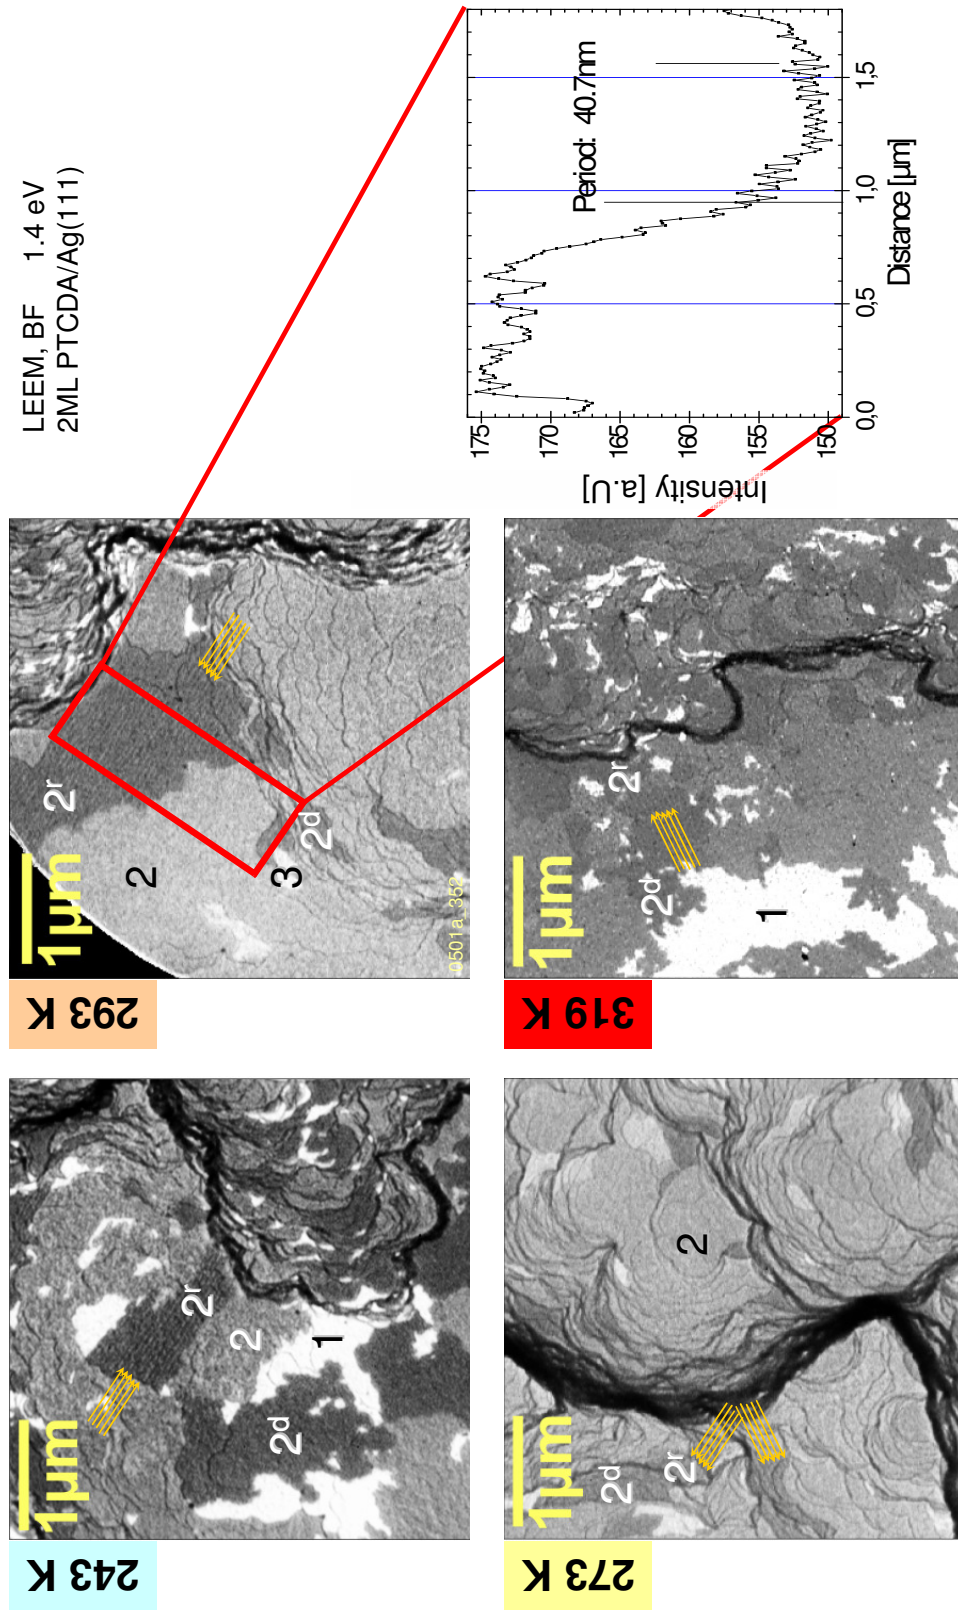 LEEM, BF 1.4 eV
2ML PTCDA/Ag(111)
243 K
1µm
2r
2
1
2d
293 K
1µm
2r
2
3
2d
0501a_352
273 K
1µm
2d
2r
2
319 K
1µm
2d
2r
1
Period: 40.7nm
Intensity [a.U]
175
170
165
160
155
150
0,0 0,5 1,0 1,5
Distance [µm]